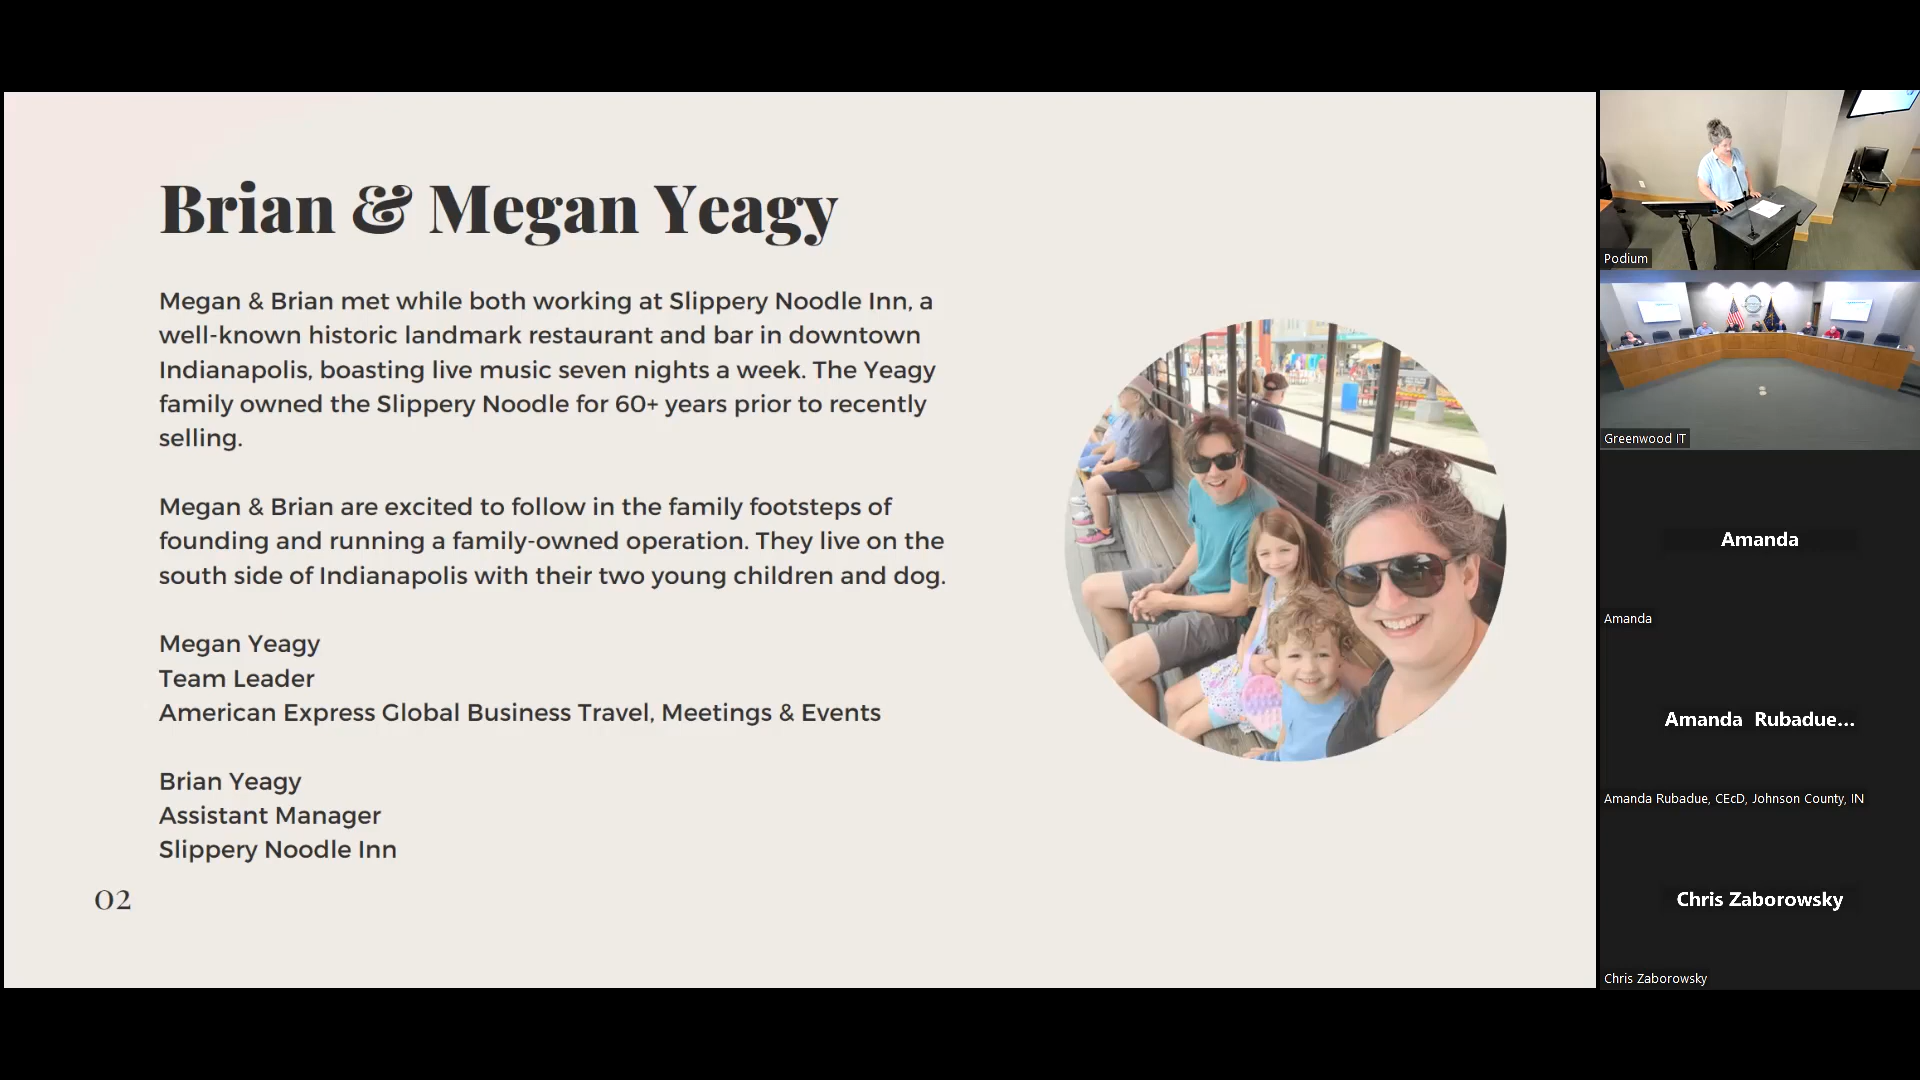 Brian & Megan Yeagy
Megan & Brian met while both working at Slippery Noodle Inn, a
well-known historic landmark restaurant and bar in downtown
Indianapolis, boasting live music seven nights a week. The Yeagy
family owned the Slippery Noodle for 60+ years prior to recently
selling.
Megan & Brian are excited to follow in the family footsteps of
founding and running a family-owned operation. They live on the
south side of Indianapolis with their two young children and dog.
Megan Yeagy
Team Leader
American Express Global Business Travel, Meetings & Events
Brian Yeagy
Assistant Manager
Slippery Noodle Inn
02
Podium
Greenwood IT
Amanda
Amanda
Amanda Rubadue...
Amanda Rubadue, CEcD, Johnson County, IN
Chris Zaborowsky
Chris Zaborowsky